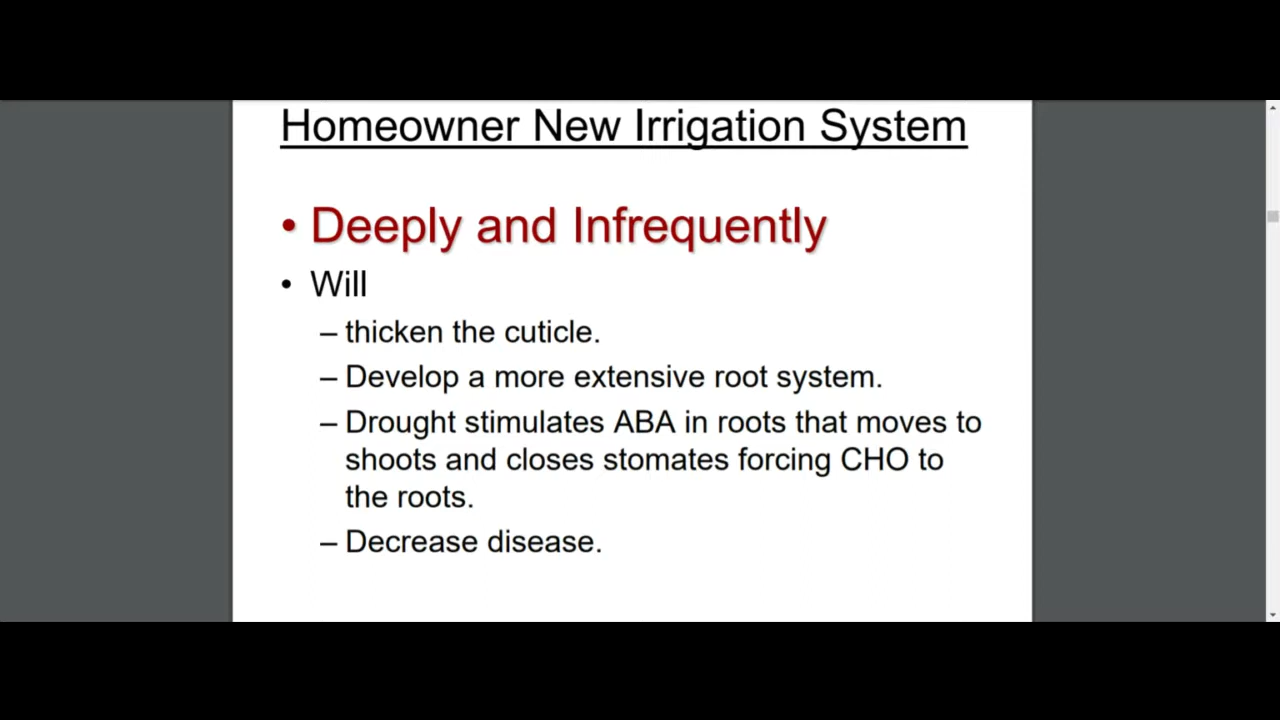 Homeowner New Irrigation System
• Deeply and Infrequently
• Will
– thicken the cuticle.
– Develop a more extensive root system.
– Drought stimulates ABA in roots that moves to
shoots and closes stomates forcing CHO to
the roots.
– Decrease disease.